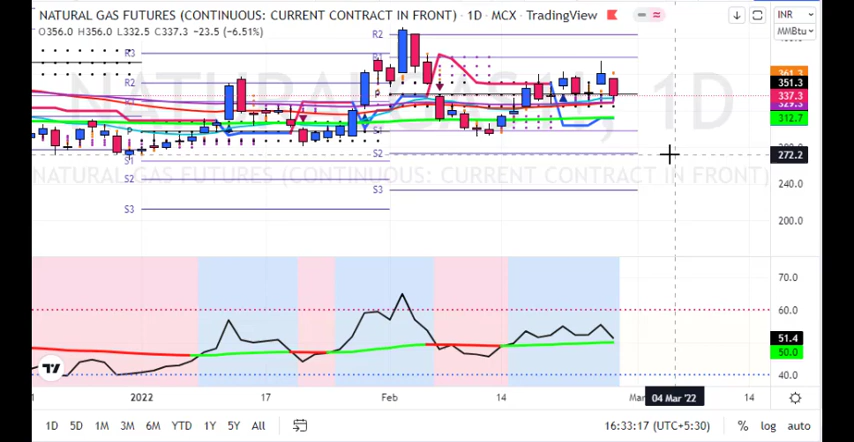 NATURAL GAS FUTURES (CONTINUOUS: CURRENT CONTRACT IN FRONT) · 1D · MCX · TradingView
O356.0 H356.0 L332.5 C337.3 −23.5 (−6.51%)
INR
MMBtu
R2
R3
R1
R2
361.3
351.3
337.3
312.7
P
P
S1
S1
S2
S2
272.2
NATURAL GAS FUTURES (CONTINUOUS: CURRENT CONTRACT IN FRONT)
240.0
S3
S3
200.0
70.0
60.0
51.4
50.0
40.0
2022
17
Feb
14
04 Mar '22
14
1D 5D 1M 3M 6M YTD 1Y 5Y All
16:33:17 (UTC+5:30)
% log auto